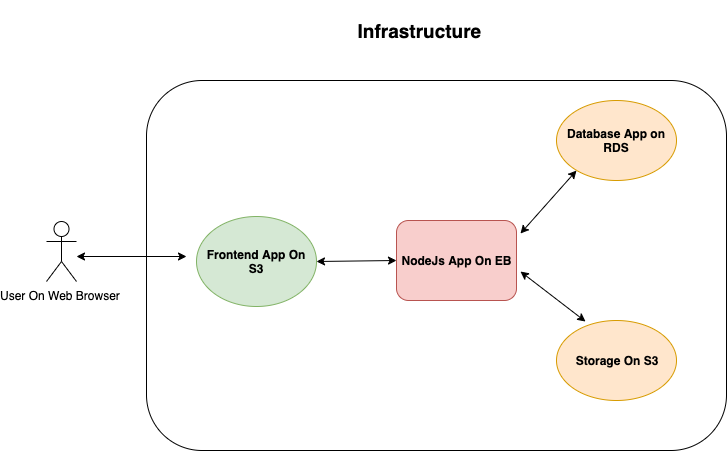 Infrastructure
Database App on
RDS
Frontend App On
S3
NodeJs App On EB
User On Web Browser
Storage On S3